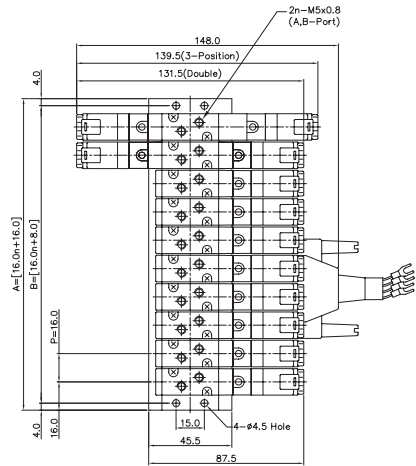 2n-M5x0.8
(A,B-Port)
148.0
139.5(3-Position)
131.5(Double)
4.0
A=[16.0n+16.0]
B=[16.0n+8.0]
P=16.0
16.0
4.0
15.0
4-ø4.5 Hole
45.5
87.5